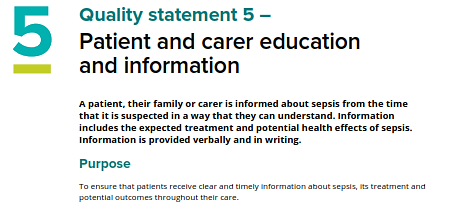 5
Quality statement 5 –
Patient and carer education
and information
A patient, their family or carer is informed about sepsis from the time
that it is suspected in a way that they can understand. Information
includes the expected treatment and potential health effects of sepsis.
Information is provided verbally and in writing.
Purpose
To ensure that patients receive clear and timely information about sepsis, its treatment and
potential outcomes throughout their care.